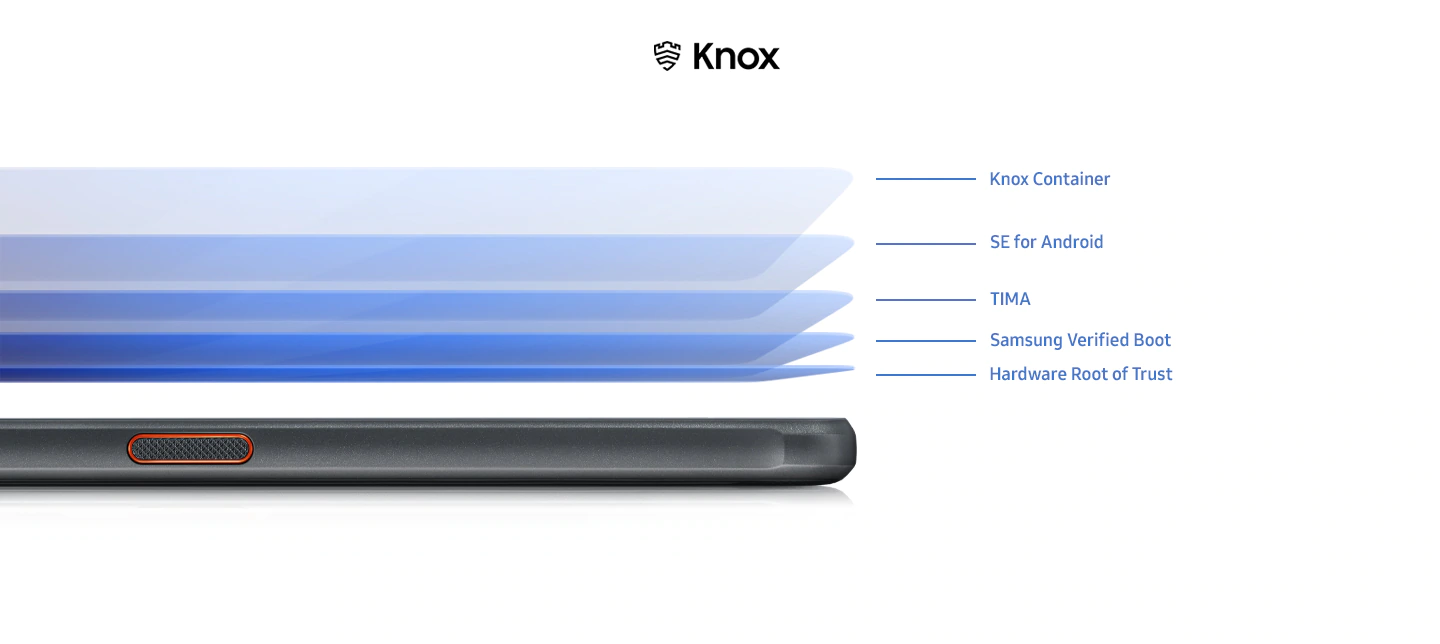 Knox
Knox Container
SE for Android
TIMA
Samsung Verified Boot
Hardware Root of Trust